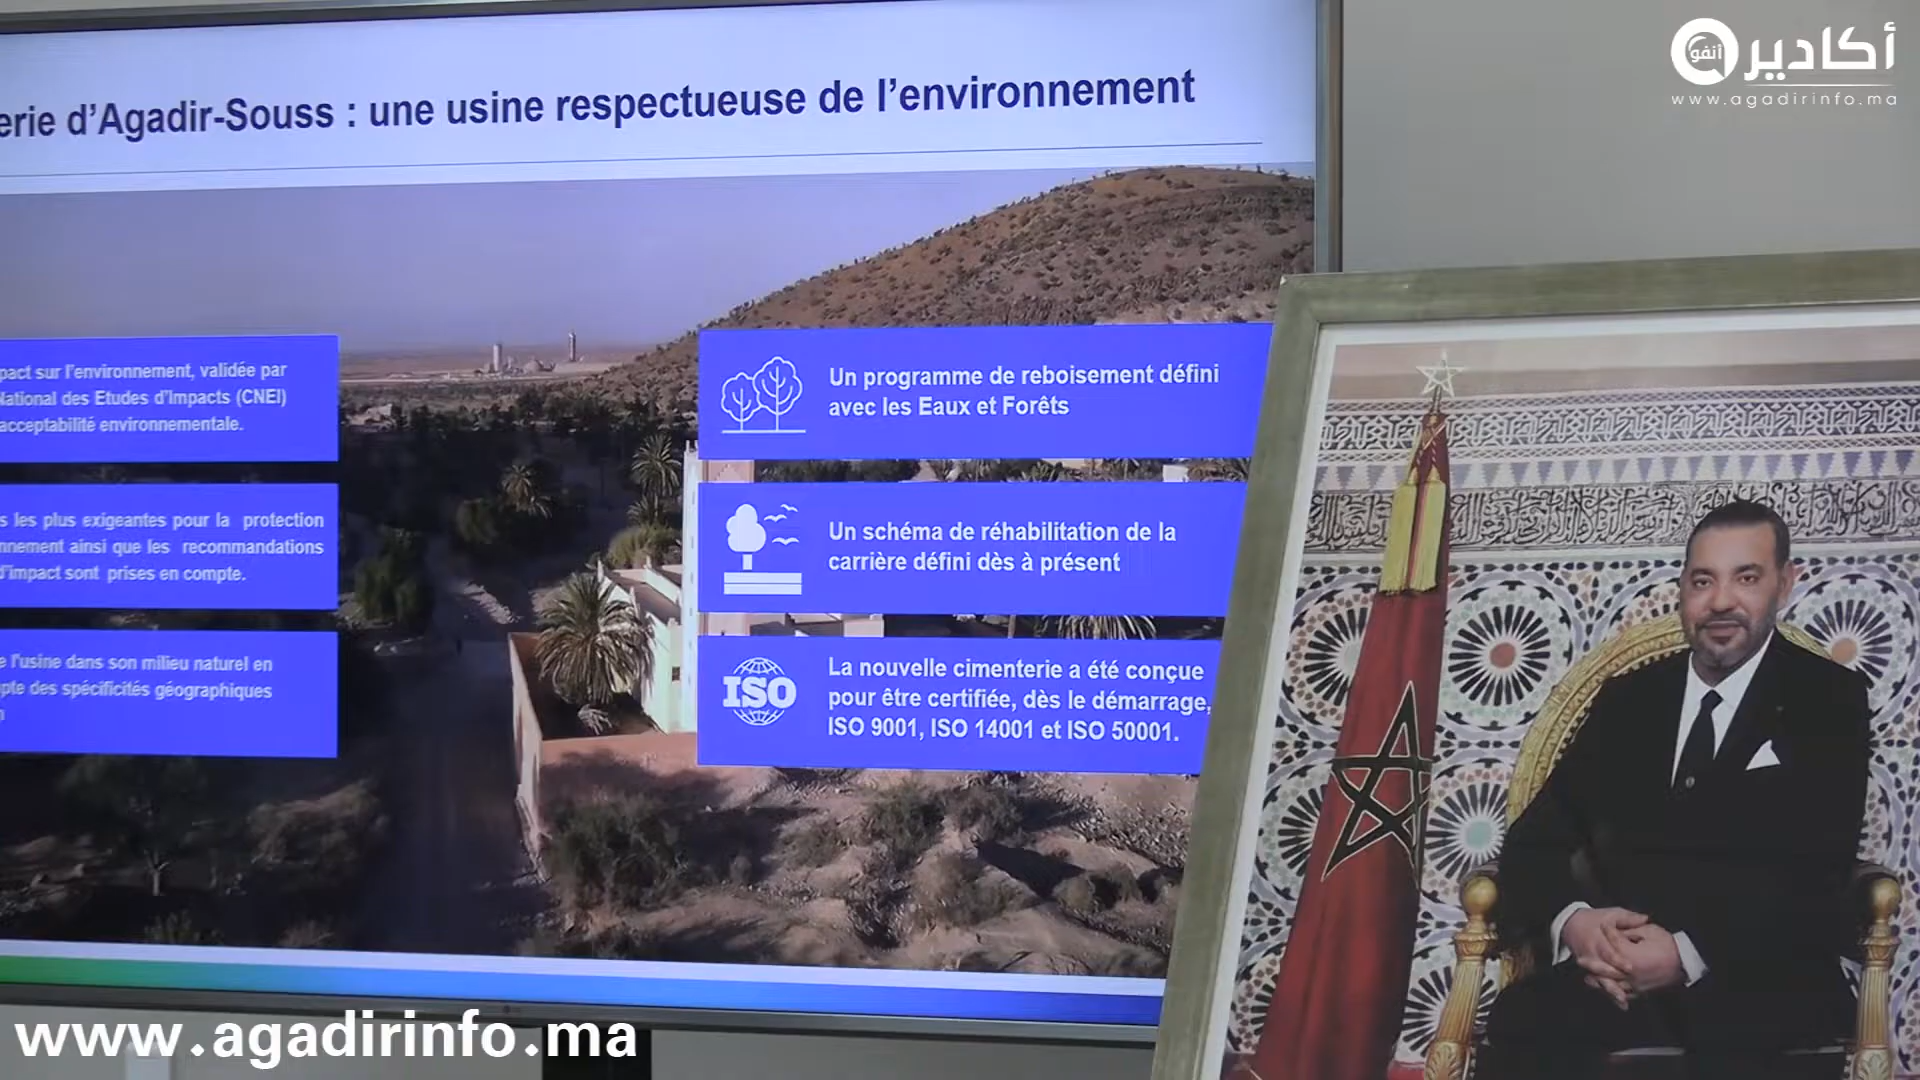 أكادير
أنفو
www.agadirinfo.ma
erie d’Agadir-Souss : une usine respectueuse de l’environnement
pact sur l’environnement, validée par
National des Etudes d’Impacts (CNEI)
acceptabilité environnementale.
s les plus exigeantes pour la protection
nnement ainsi que les recommandations
d’impact sont prises en compte.
e l’usine dans son milieu naturel en
pte des spécificités géographiques
Un programme de reboisement défini
avec les Eaux et Forêts
Un schéma de réhabilitation de la
carrière défini dès à présent
ISO
La nouvelle cimenterie a été conçue
pour être certifiée, dès le démarrage,
ISO 9001, ISO 14001 et ISO 50001.
www.agadirinfo.ma